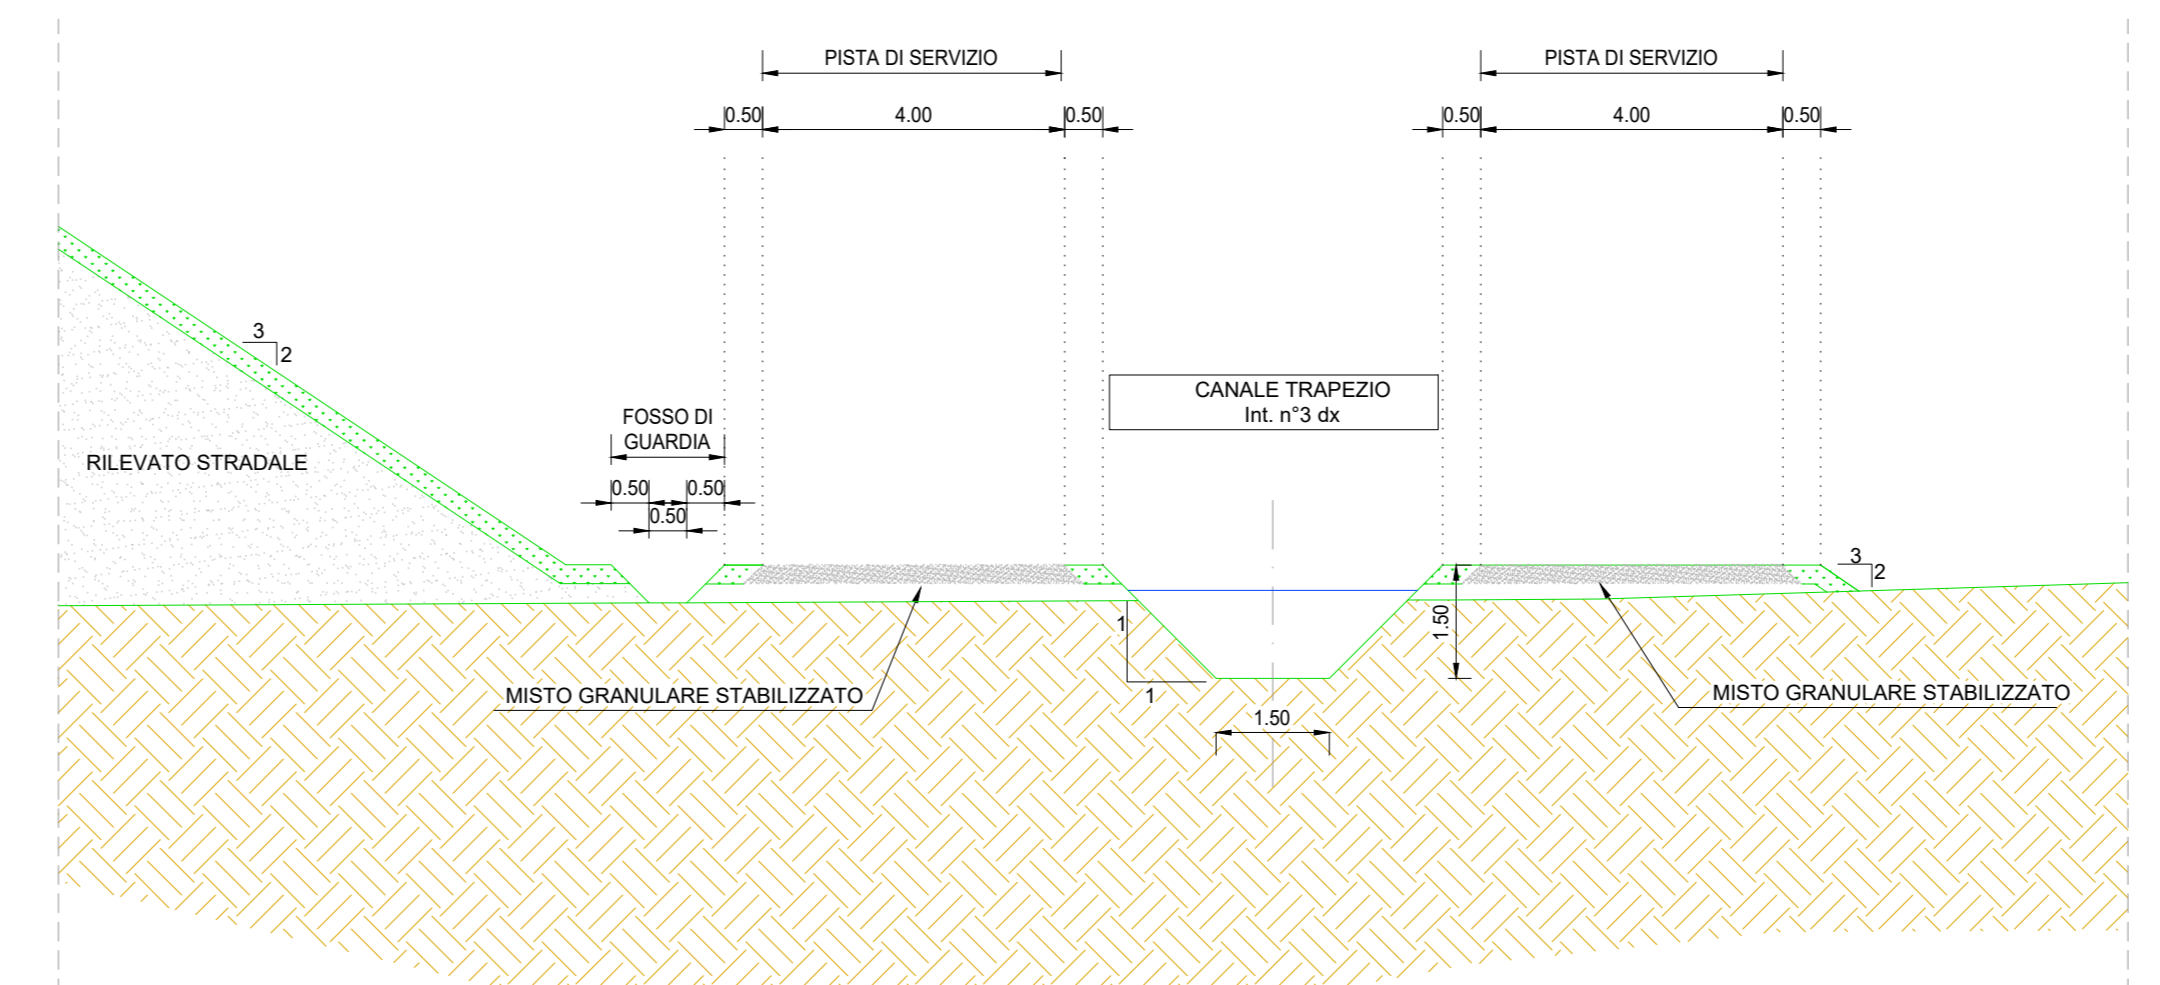 PISTA DI SERVIZIO
PISTA DI SERVIZIO
0.50
4.00
0.50
0.50
4.00
0.50
3
2
CANALE TRAPEZIO
Int. n°3 dx
FOSSO DI
GUARDIA
RILEVATO STRADALE
0.50
0.50
0.50
3
2
1.50
1
1
MISTO GRANULARE STABILIZZATO
MISTO GRANULARE STABILIZZATO
1.50